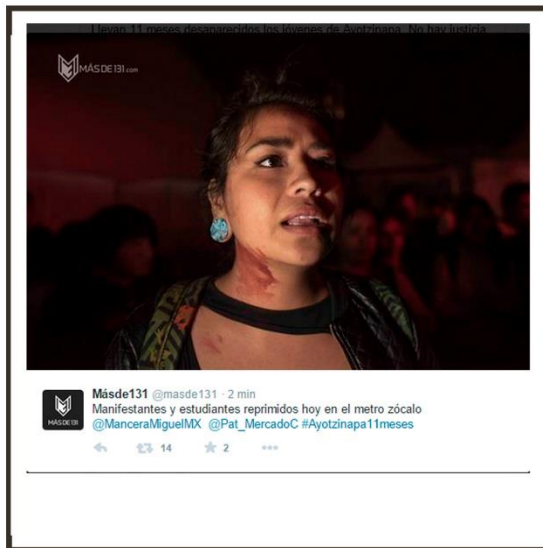 Llevan 11 meses desaparecidos los jóvenes de Ayotzinapa. No hay justicia
MÁSDE131.com
Másde131 @masde131 · 2 min
MÁSDE131
Manifestantes y estudiantes reprimidos hoy en el metro zócalo
@ManceraMiguelMX @Pat_MercadoC #Ayotzinapa11meses
14 2